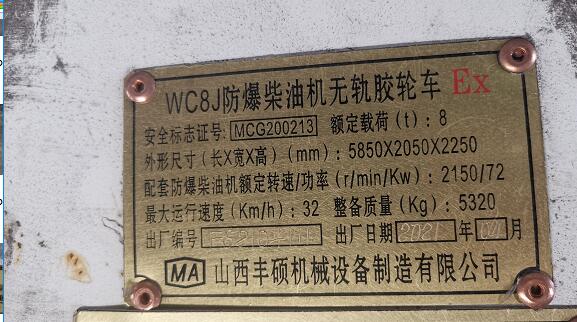 WC8J防爆柴油机无轨胶轮车 Ex
安全标志证号: MCG200213 额定载荷(t): 8
外形尺寸(长X宽X高)(mm): 5850X2050X2250
配套防爆柴油机额定转速/功率(r/min/Kw): 2150/72
最大运行速度(Km/h): 32 整备质量(Kg): 5320
出厂编号 出厂日期 2021 年 04 月
MA 山西丰硕机械设备制造有限公司